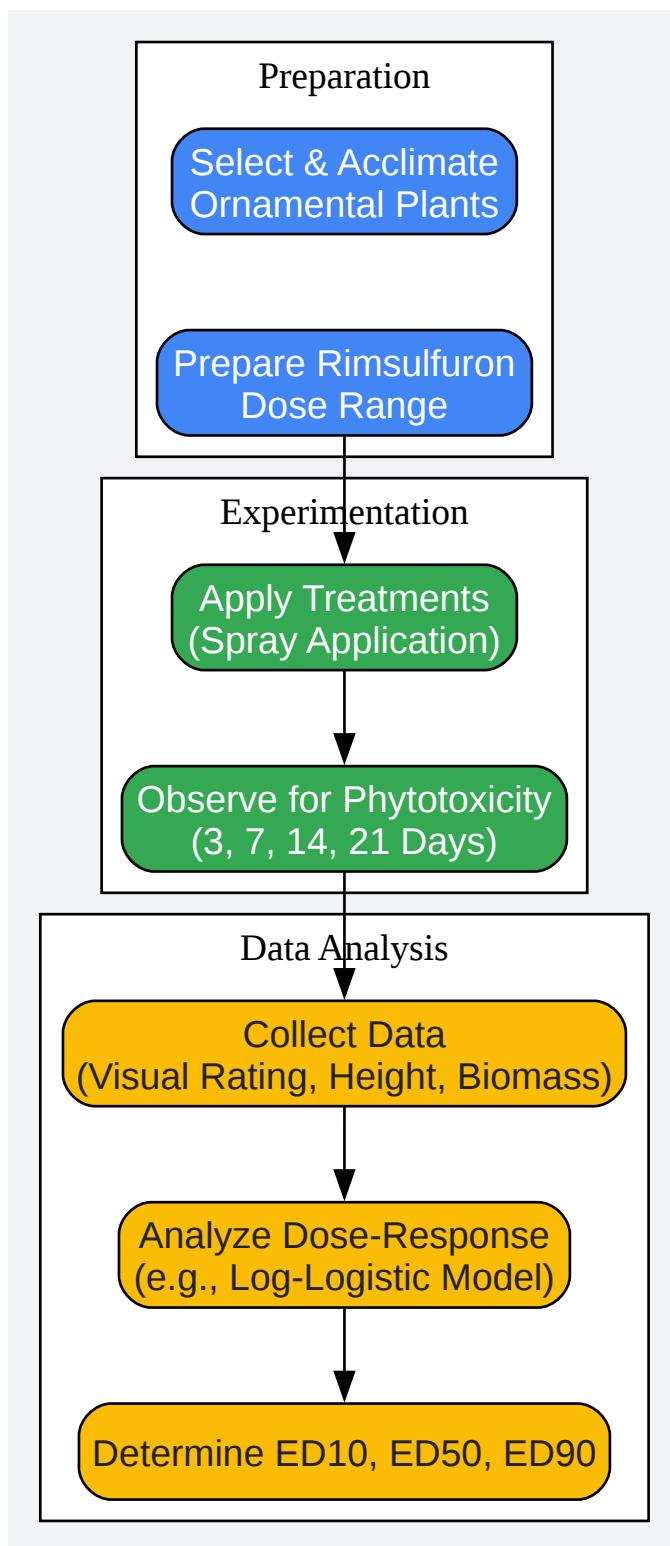 Preparation
Select & Acclimate
Ornamental Plants
Prepare Rimsulfuron
Dose Range
Experimentation
Apply Treatments
(Spray Application)
Observe for Phytotoxicity
(3, 7, 14, 21 Days)
Data Analysis
Collect Data
(Visual Rating, Height, Biomass)
Analyze Dose-Response
(e.g., Log-Logistic Model)
Determine ED10, ED50, ED90